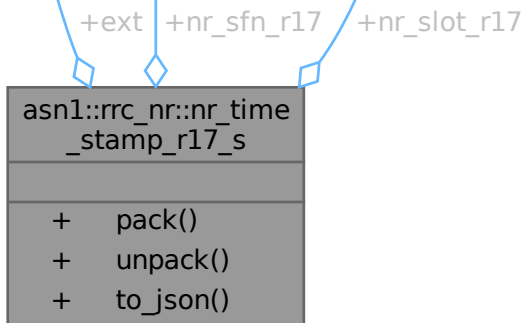 +ext +nr_sfn_r17 +nr_slot_r17
asn1::rrc_nr::nr_time
_stamp_r17_s
+ pack()
+ unpack()
+ to_json()